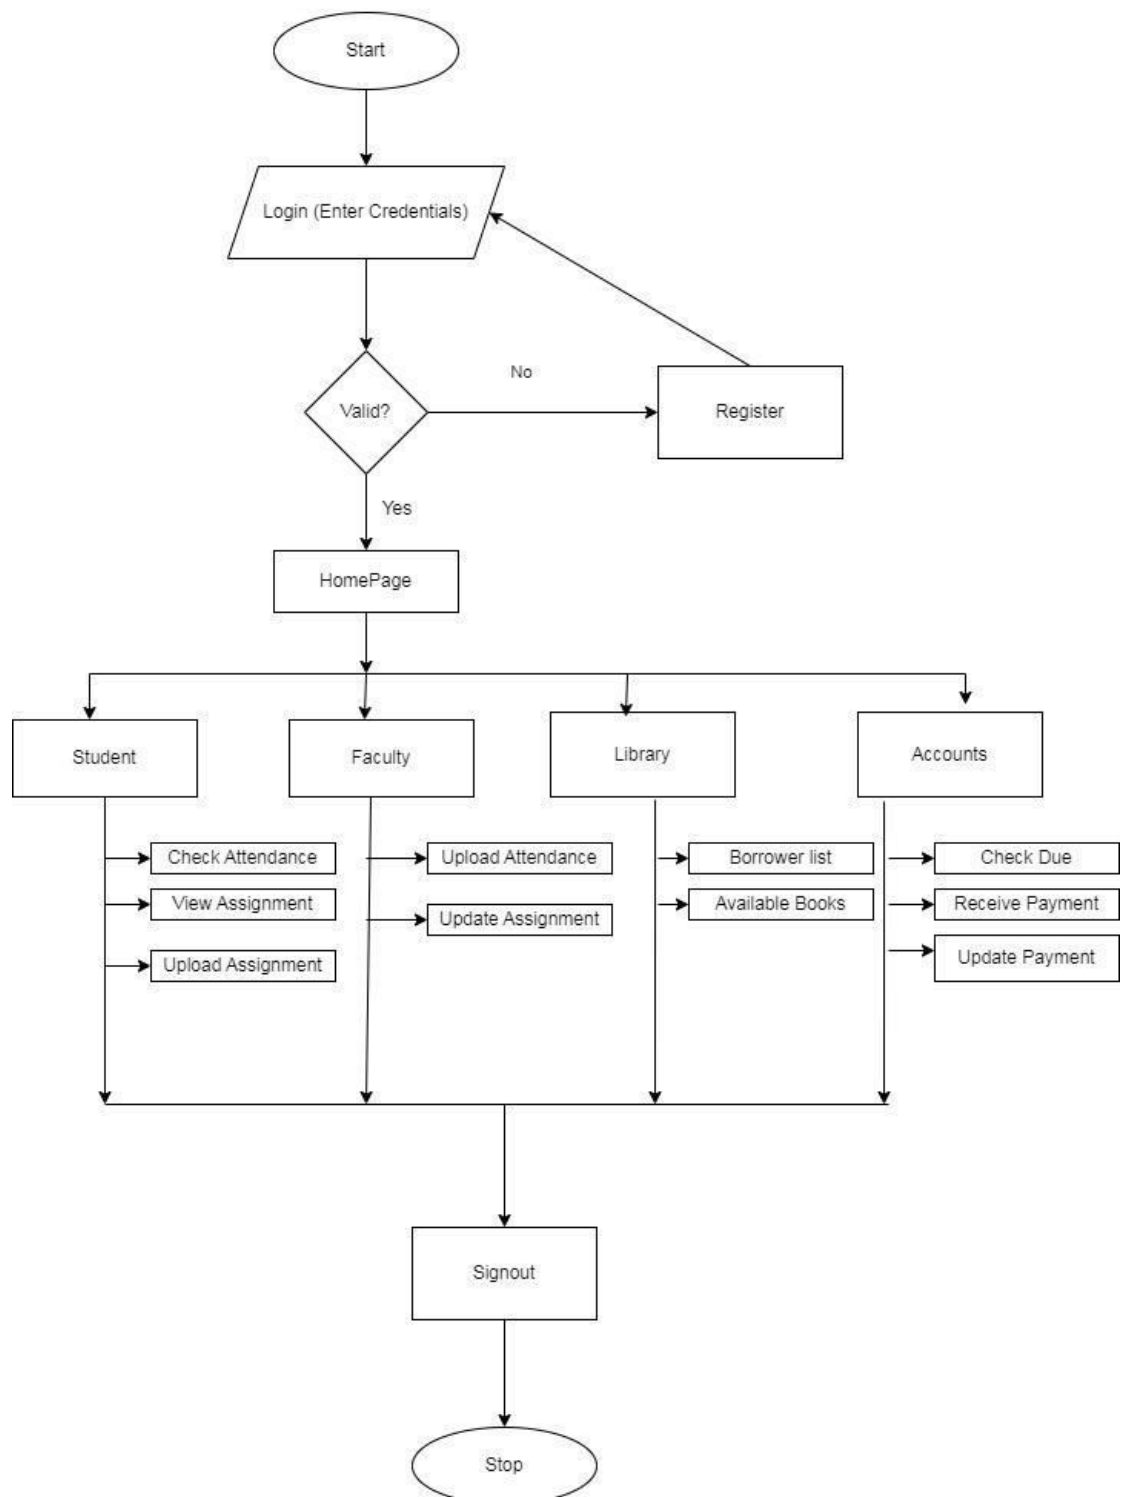 Start
Login (Enter Credentials)
No
Valid?
Register
Yes
HomePage
Student
Faculty
Library
Accounts
Check Attendance
Upload Attendance
Borrower list
Check Due
View Assignment
Update Assignment
Available Books
Receive Payment
Upload Assignment
Update Payment
Signout
Stop